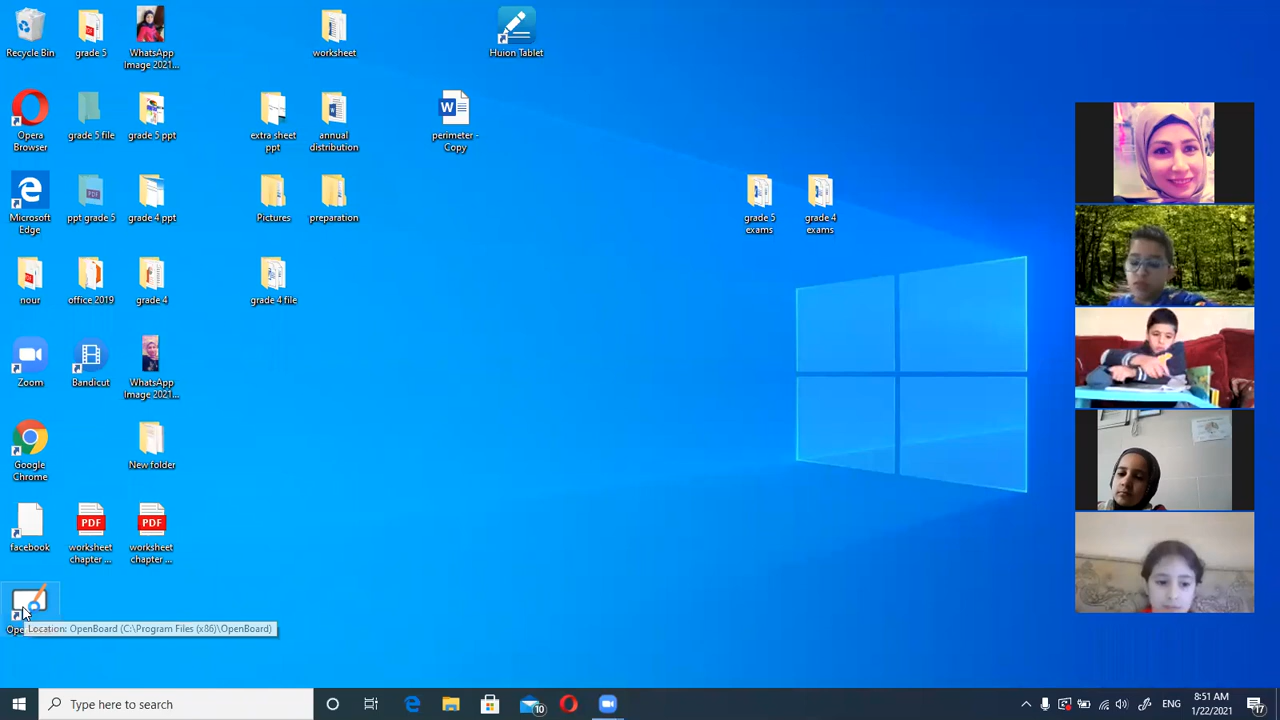 Recycle Bin
grade 5
WhatsApp
Image 2021...
worksheet
Huion Tablet
Opera
Browser
grade 5 file
grade 5 ppt
extra sheet
ppt
annual
distribution
perimeter -
Copy
Microsoft
Edge
ppt grade 5
grade 4 ppt
Pictures
preparation
grade 5
exams
grade 4
exams
nour
office 2019
grade 4
grade 4 file
Zoom
Bandicut
WhatsApp
Image 2021...
Google
Chrome
New folder
facebook
PDF
worksheet
chapter ...
PDF
worksheet
chapter ...
Location: OpenBoard (C:\Program Files (x86)\OpenBoard)
Type here to search
10
ENG
8:51 AM
1/22/2021
17